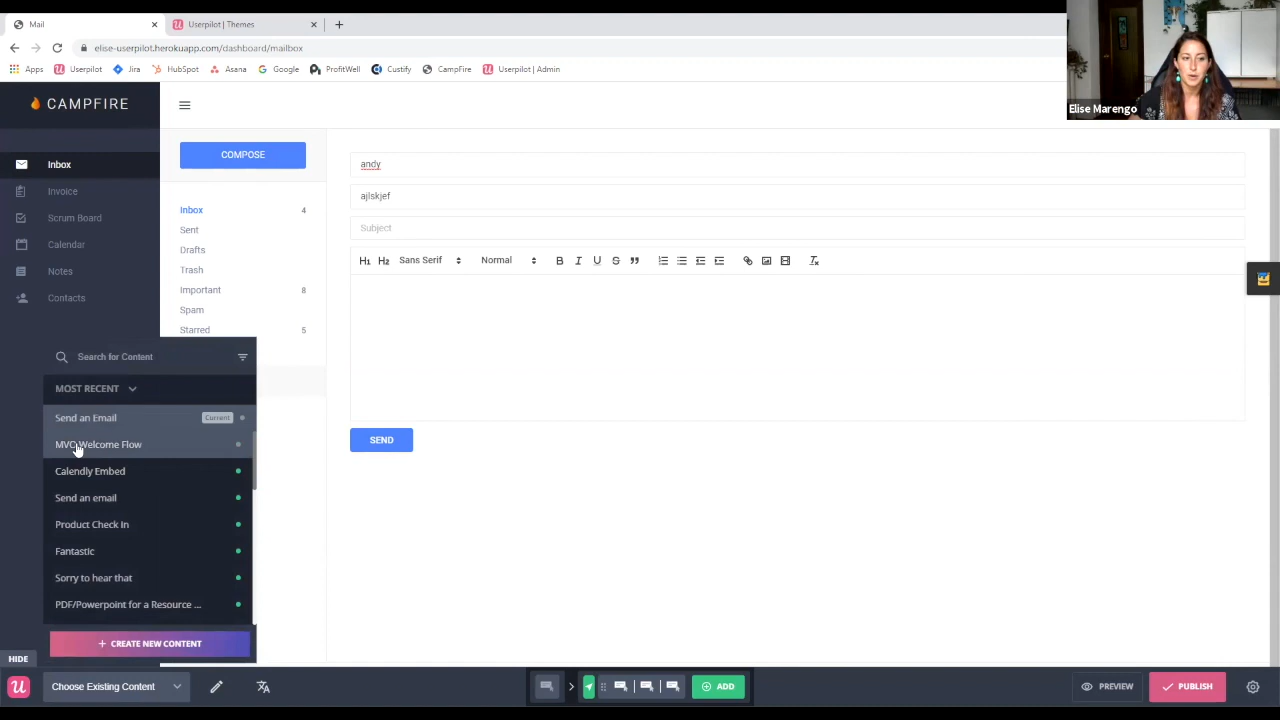 Mail
Userpilot | Themes
elise-userpilot.herokuapp.com/dashboard/mailbox
Apps Userpilot Jira HubSpot Asana Google ProfitWell Custify CampFire Userpilot | Admin
Elise Marengo
CAMPFIRE
Inbox
Invoice
Scrum Board
Calendar
Notes
Contacts
COMPOSE
Inbox 4
Sent
Drafts
Trash
Important 8
Spam
Starred 5
andy
ajlskjef
Subject
H1 H2 Sans Serif Normal B I U S
SEND
Search for Content
MOST RECENT
Send an Email Current
MVO Welcome Flow
Calendly Embed
Send an email
Product Check In
Fantastic
Sorry to hear that
PDF/Powerpoint for a Resource ...
+ CREATE NEW CONTENT
HIDE
Choose Existing Content
ADD
PREVIEW
PUBLISH